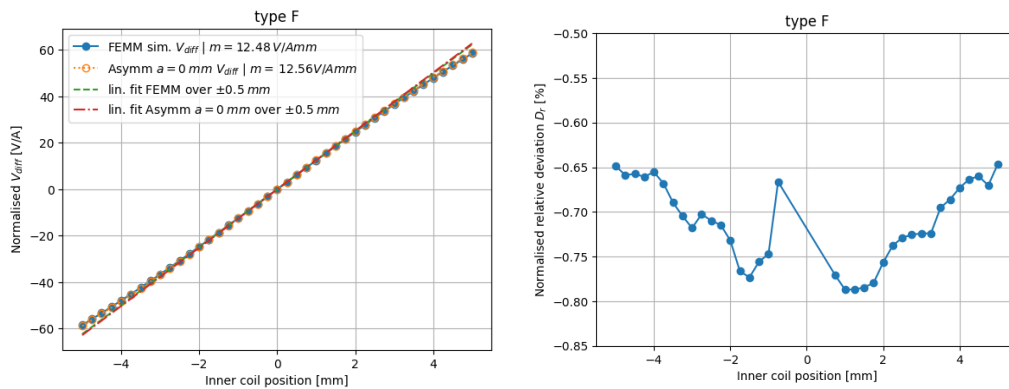 type F
Normalised V_diff [V/A]
60
40
20
0
−20
−40
−60
FEMM sim. V_diff | m = 12.48 V/Amm
Asymm a = 0 mm V_diff | m = 12.56V/Amm
lin. fit FEMM over ±0.5 mm
lin. fit Asymm a = 0 mm over ±0.5 mm
−4
−2
0
2
4
Inner coil position [mm]
type F
Normalised relative deviation D_r [%]
−0.50
−0.55
−0.60
−0.65
−0.70
−0.75
−0.80
−0.85
−4
−2
0
2
4
Inner coil position [mm]